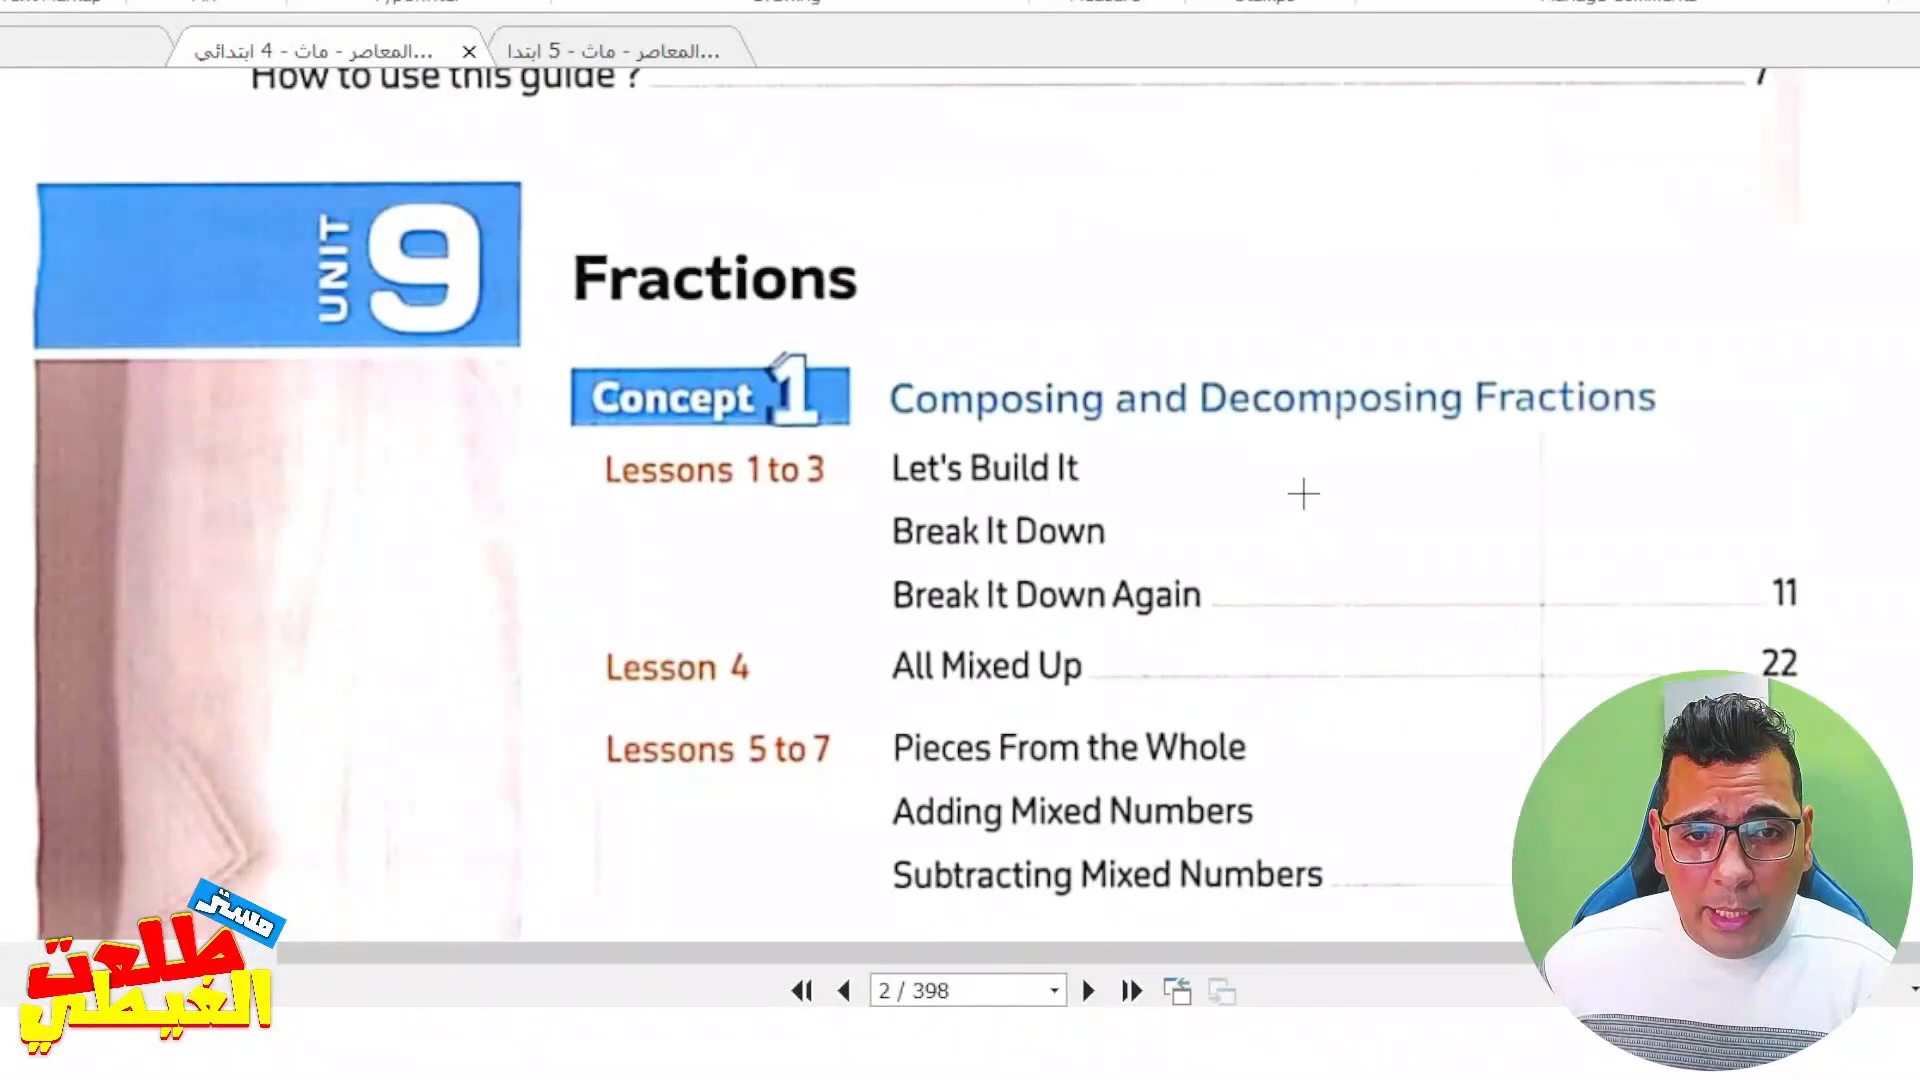 المعاصر - ماث - 4 ابتدائي...
المعاصر - ماث - 5 ابتدا...
How to use this guide ? 7
UNIT 9
Fractions
Concept 1 Composing and Decomposing Fractions
Lessons 1 to 3 Let's Build It
Break It Down
Break It Down Again 11
Lesson 4 All Mixed Up 22
Lessons 5 to 7 Pieces From the Whole
Adding Mixed Numbers
Subtracting Mixed Numbers
مستر
طلعت
الغيطي
2 / 398